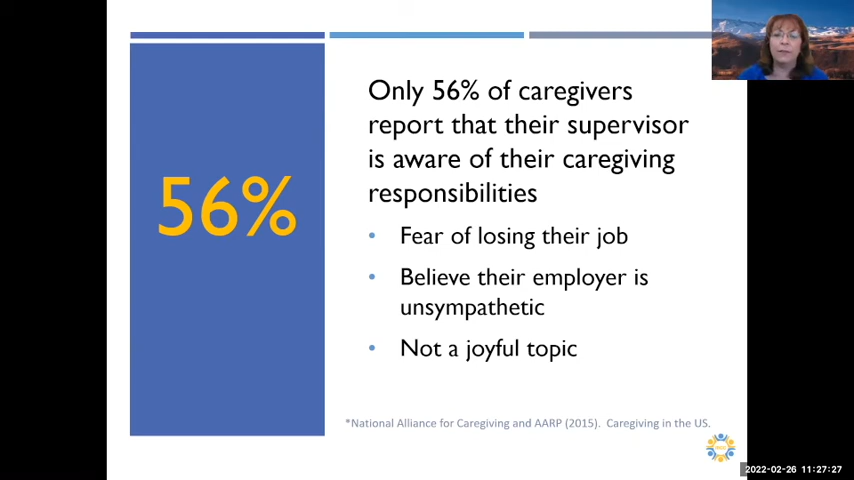 56%
Only 56% of caregivers
report that their supervisor
is aware of their caregiving
responsibilities
• Fear of losing their job
• Believe their employer is
unsympathetic
• Not a joyful topic
*National Alliance for Caregiving and AARP (2015). Caregiving in the US.
2022-02-26 11:27:27